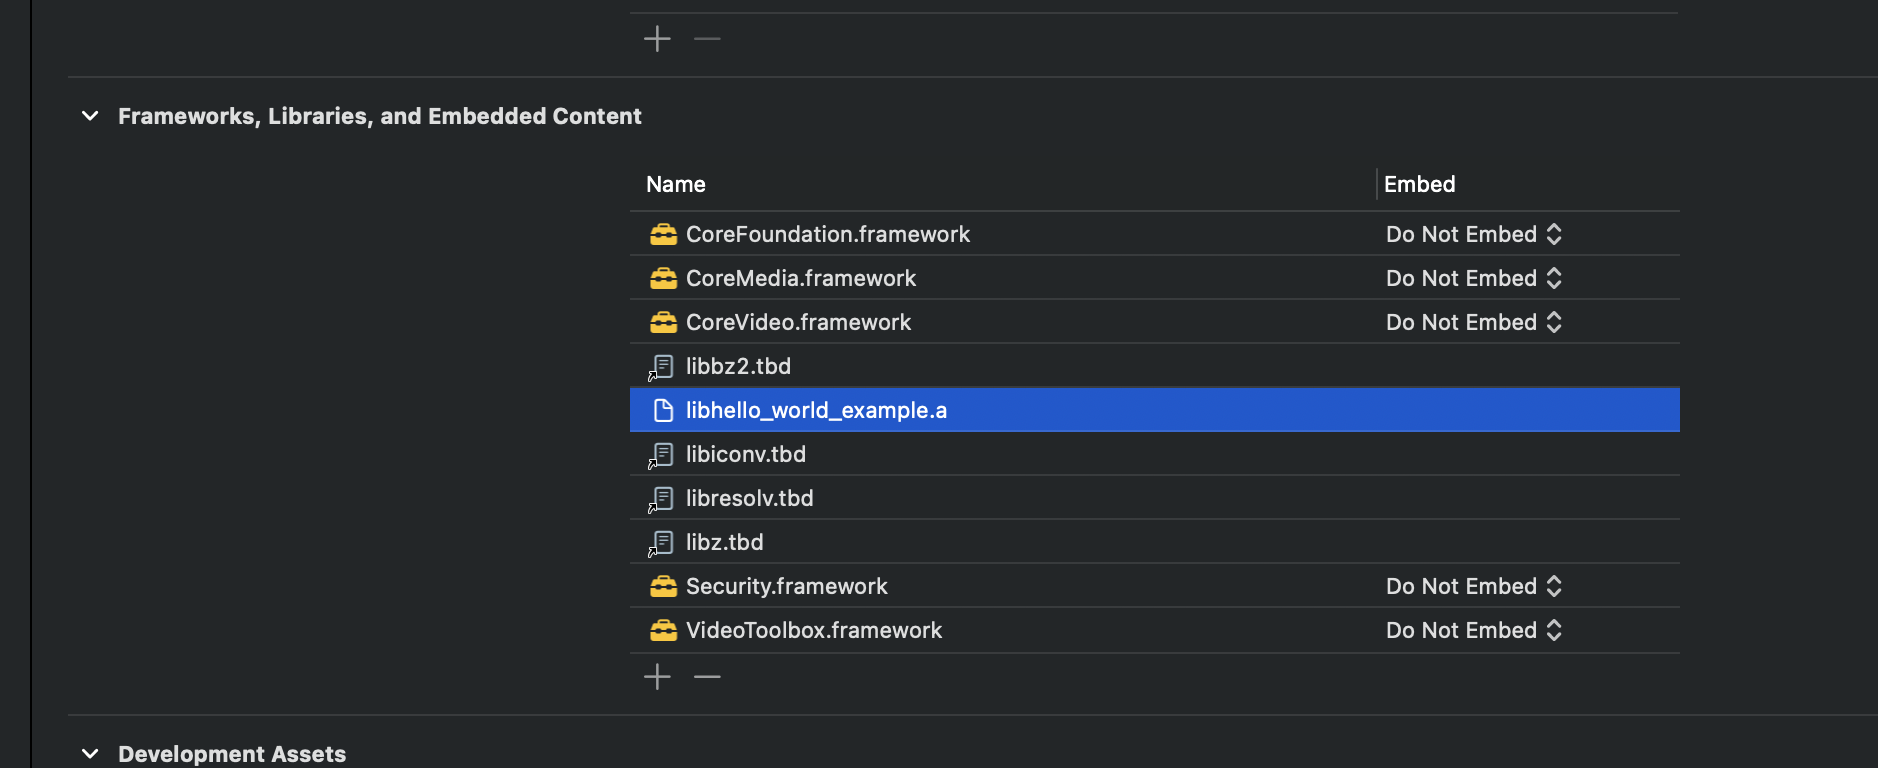 Frameworks, Libraries, and Embedded Content
Name Embed
CoreFoundation.framework Do Not Embed
CoreMedia.framework Do Not Embed
CoreVideo.framework Do Not Embed
libbz2.tbd
libhello_world_example.a
libiconv.tbd
libresolv.tbd
libz.tbd
Security.framework Do Not Embed
VideoToolbox.framework Do Not Embed
Development Assets